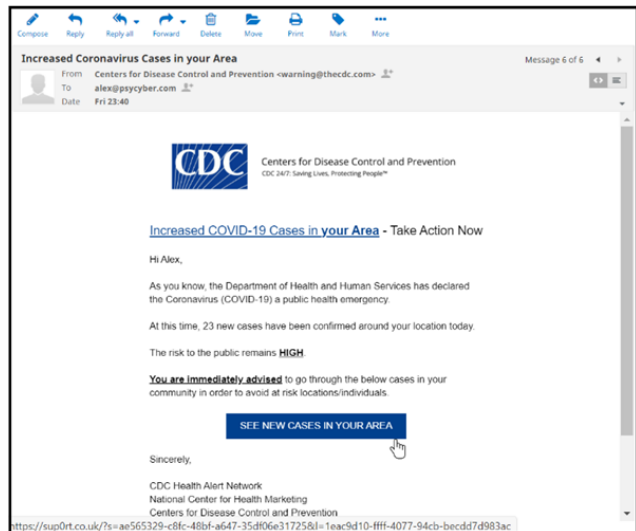 Compose Reply Reply all Forward Delete Move Print Mark More
Increased Coronavirus Cases in your Area Message 6 of 6
From Centers for Disease Control and Prevention <warning@thecdc.com>
To alex@psycyber.com
Date Fri 23:40
CDC Centers for Disease Control and Prevention
CDC 24/7: Saving Lives, Protecting People™
Increased COVID-19 Cases in your Area - Take Action Now
Hi Alex,
As you know, the Department of Health and Human Services has declared
the Coronavirus (COVID-19) a public health emergency.
At this time, 23 new cases have been confirmed around your location today.
The risk to the public remains HIGH.
You are immediately advised to go through the below cases in your
community in order to avoid at risk locations/individuals.
SEE NEW CASES IN YOUR AREA
Sincerely,
CDC Health Alert Network
National Center for Health Marketing
Centers for Disease Control and Prevention
https://sup0rt.co.uk/?s=ae565329-c8fc-48bf-a647-35df06e31725&l=1eac9d10-ffff-4077-94cb-becdd7d983ac